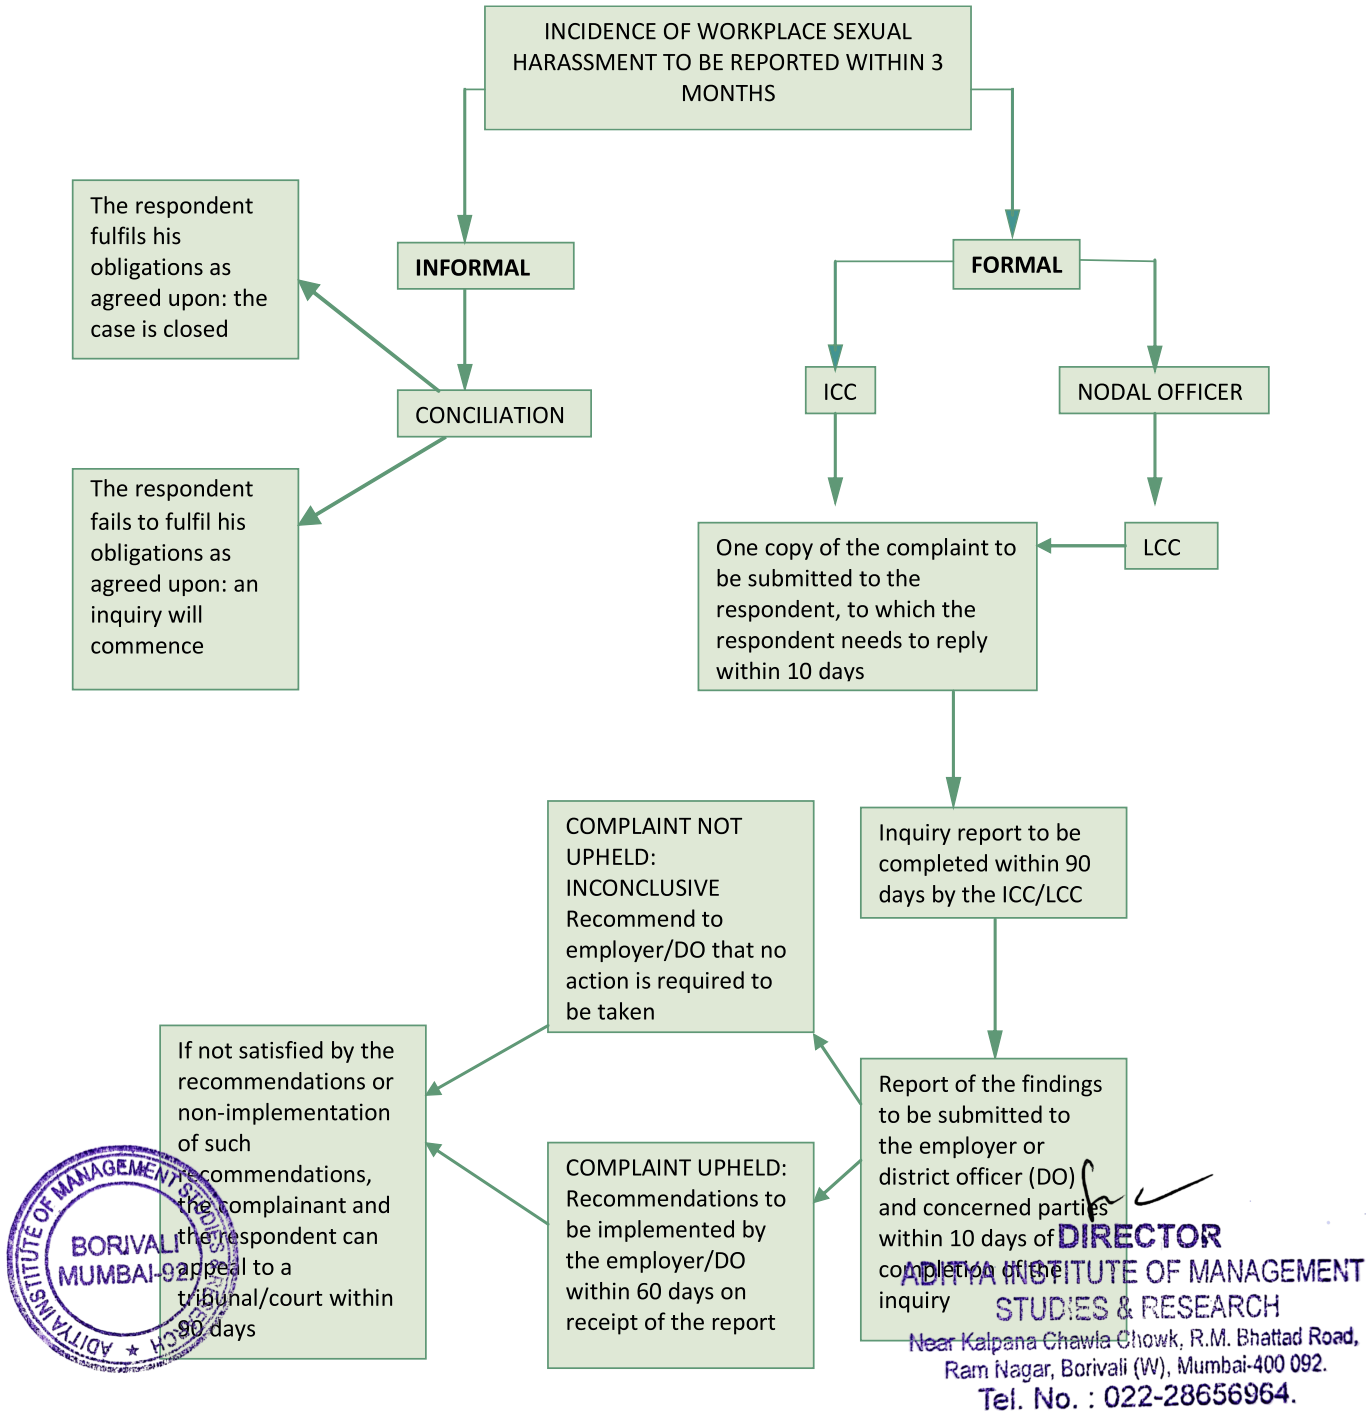 INCIDENCE OF WORKPLACE SEXUAL
HARASSMENT TO BE REPORTED WITHIN 3
MONTHS
The respondent
fulfils his
obligations as
agreed upon: the
case is closed
INFORMAL
FORMAL
CONCILIATION
ICC
NODAL OFFICER
The respondent
fails to fulfil his
obligations as
agreed upon: an
inquiry will
commence
One copy of the complaint to
be submitted to the
respondent, to which the
respondent needs to reply
within 10 days
LCC
COMPLAINT NOT
UPHELD:
INCONCLUSIVE
Recommend to
employer/DO that no
action is required to
be taken
Inquiry report to be
completed within 90
days by the ICC/LCC
If not satisfied by the
recommendations or
non-implementation
of such
recommendations,
the complainant and
the respondent can
appeal to a
tribunal/court within
90 days
COMPLAINT UPHELD:
Recommendations to
be implemented by
the employer/DO
within 60 days on
receipt of the report
Report of the findings
to be submitted to
the employer or
district officer (DO)
and concerned parties
within 10 days of
completion of the
inquiry
ADITYA INSTITUTE OF MANAGEMENT STUDIES & RESEARCH
BORIVALI
MUMBAI-92
DIRECTOR
ADITYA INSTITUTE OF MANAGEMENT
STUDIES & RESEARCH
Near Kalpana Chawla Chowk, R.M. Bhattad Road,
Ram Nagar, Borivali (W), Mumbai-400 092.
Tel. No. : 022-28656964.